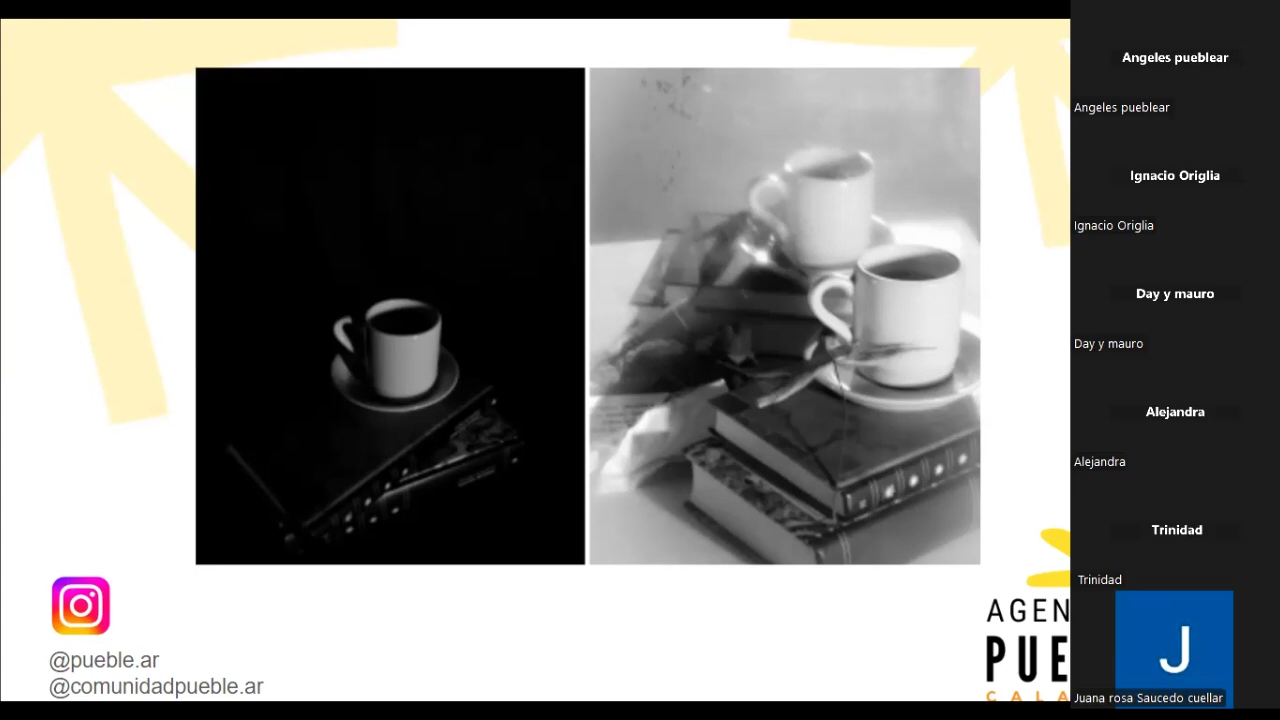 @pueble.ar
@comunidadpueble.ar
AGEN
PUE
CALA
Angeles pueblear
Angeles pueblear
Ignacio Origlia
Ignacio Origlia
Day y mauro
Day y mauro
Alejandra
Alejandra
Trinidad
Trinidad
J
Juana rosa Saucedo cuellar